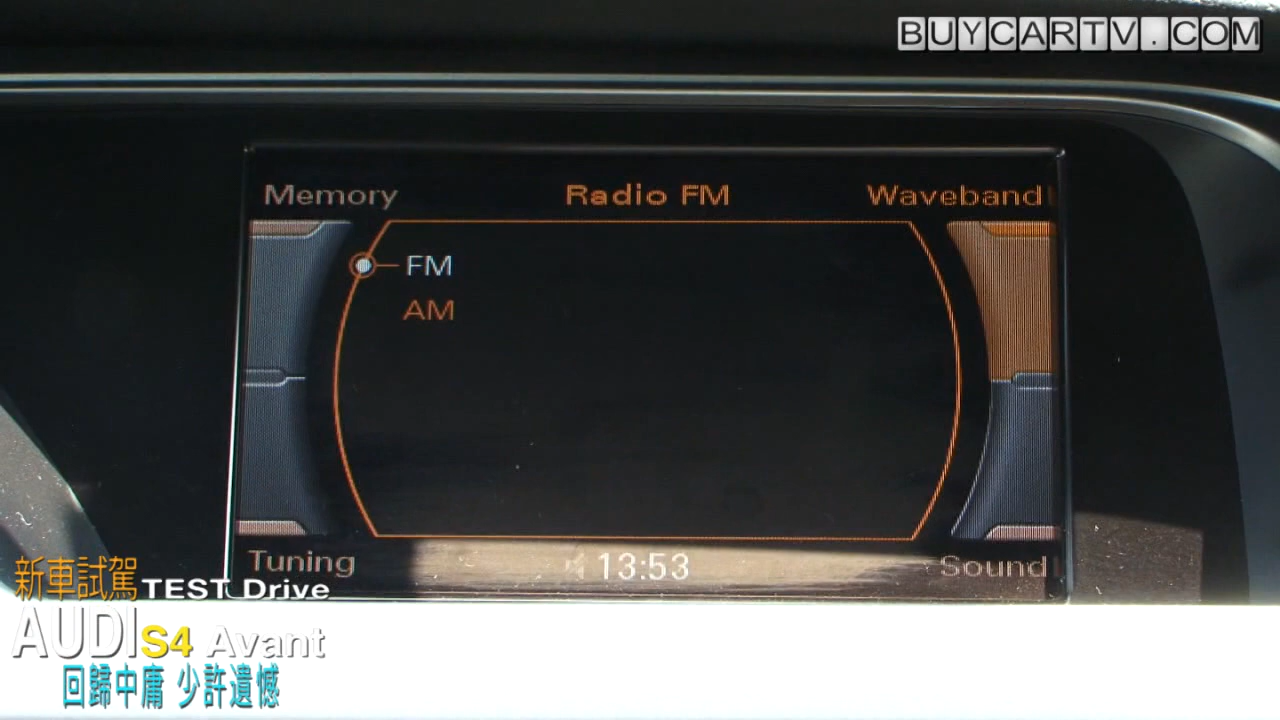 BUYCARTV.COM
Memory
Radio FM
Waveband
FM
AM
Tuning
13:53
Sound
新車試駕 TEST Drive
AUDI S4 Avant
回歸中庸 少許遺憾